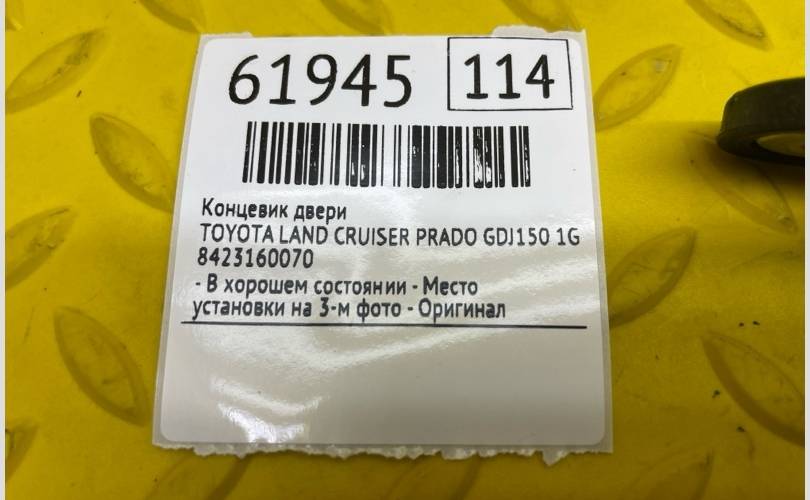 61945 114
Концевик двери
TOYOTA LAND CRUISER PRADO GDJ150 1G
8423160070
- В хорошем состоянии - Место
установки на 3-м фото - Оригинал